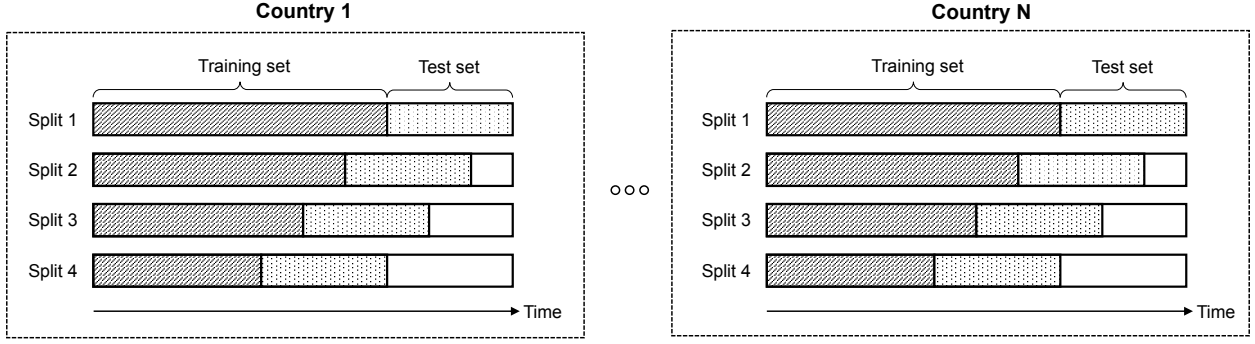 Country 1
Training set
Test set
Split 1
Split 2
Split 3
Split 4
Time
Country N
Training set
Test set
Split 1
Split 2
Split 3
Split 4
Time